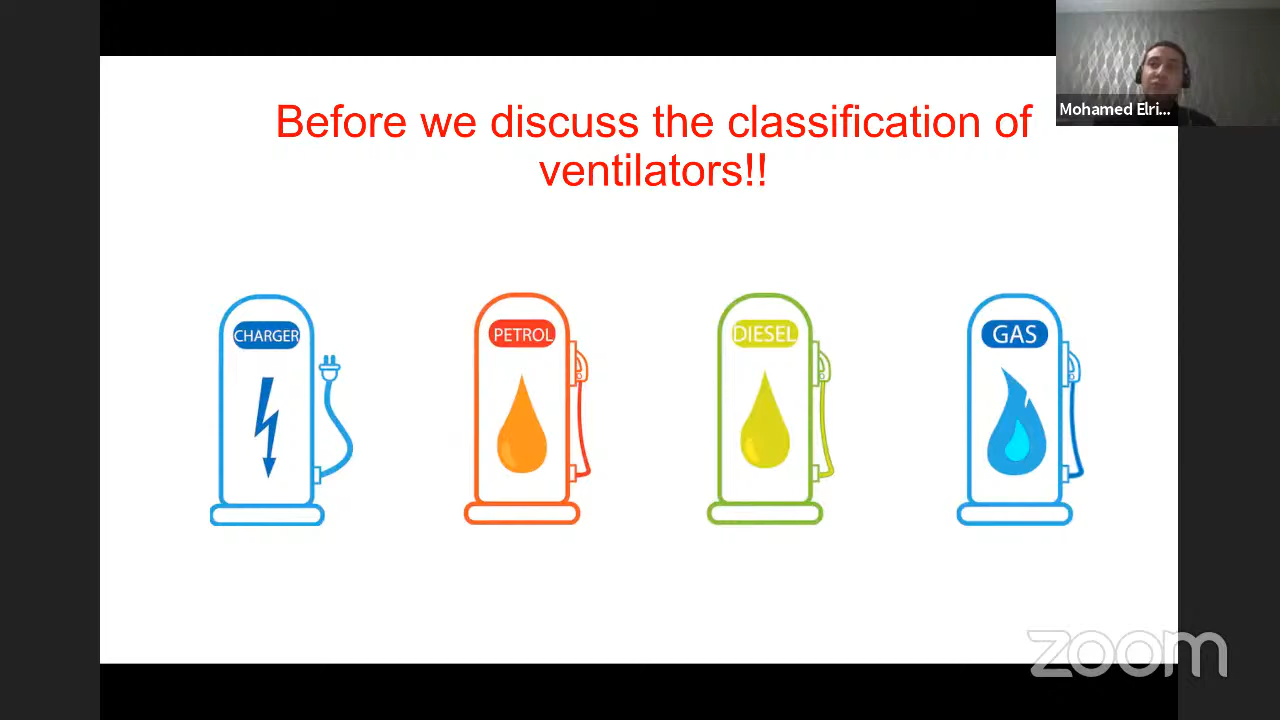 Before we discuss the classification of
ventilators!!
Mohamed Elri...
CHARGER
PETROL
DIESEL
GAS
zoom